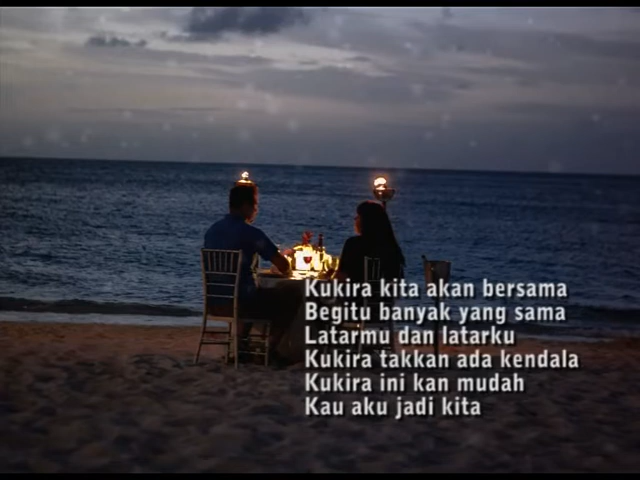 Kukira kita akan bersama
Begitu banyak yang sama
Latarmu dan latarku
Kukira takkan ada kendala
Kukira ini kan mudah
Kau aku jadi kita